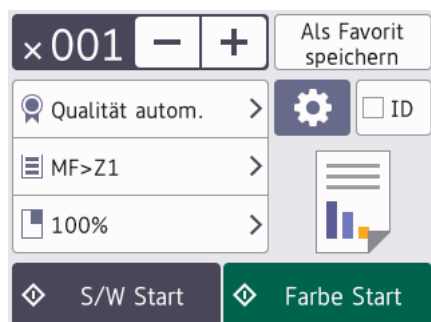 ×001 − +
Als Favorit
speichern
Qualität autom. >
ID
MF>Z1 >
100% >
S/W Start
Farbe Start